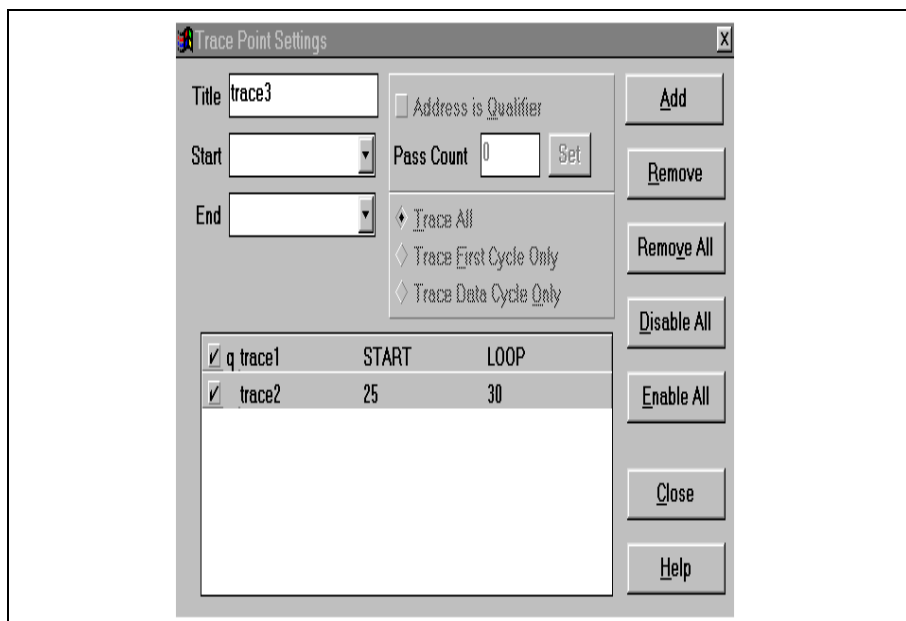 Trace Point Settings
Title trace3
Start
End
Address is Qualifier
Pass Count 0 Set
Trace All
Trace First Cycle Only
Trace Data Cycle Only
q trace1 START LOOP
trace2 25 30
Add
Remove
Remove All
Disable All
Enable All
Close
Help